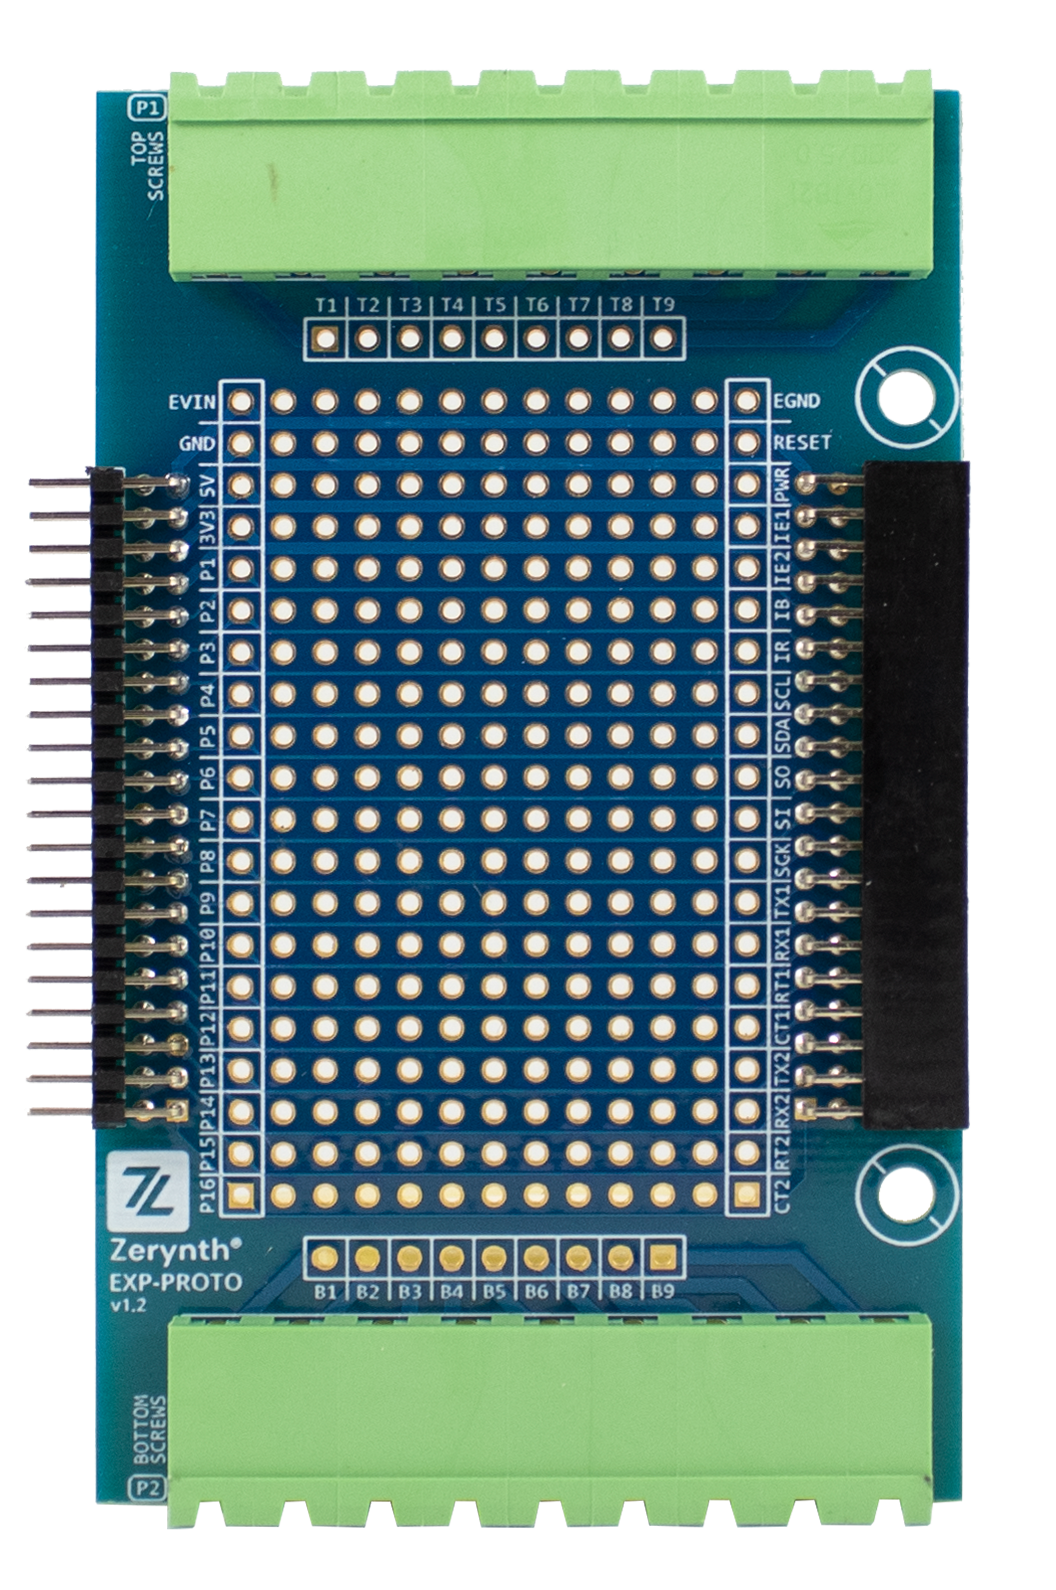 P1
TOP
SCREWS
T1 T2 T3 T4 T5 T6 T7 T8 T9
EVIN
GND
5V
3V3
P1
P2
P3
P4
P5
P6
P7
P8
P9
P10
P11
P12
P13
P14
P15
P16
EGND
RESET
PWR
IE1
IE2
IB
IR
SCL
SDA
SO
SI
SCK
TX1
RX1
RT1
CT1
TX2
RX2
RT2
CT2
Zerynth®
EXP-PROTO
v1.2
B1 B2 B3 B4 B5 B6 B7 B8 B9
BOTTOM
SCREWS
P2